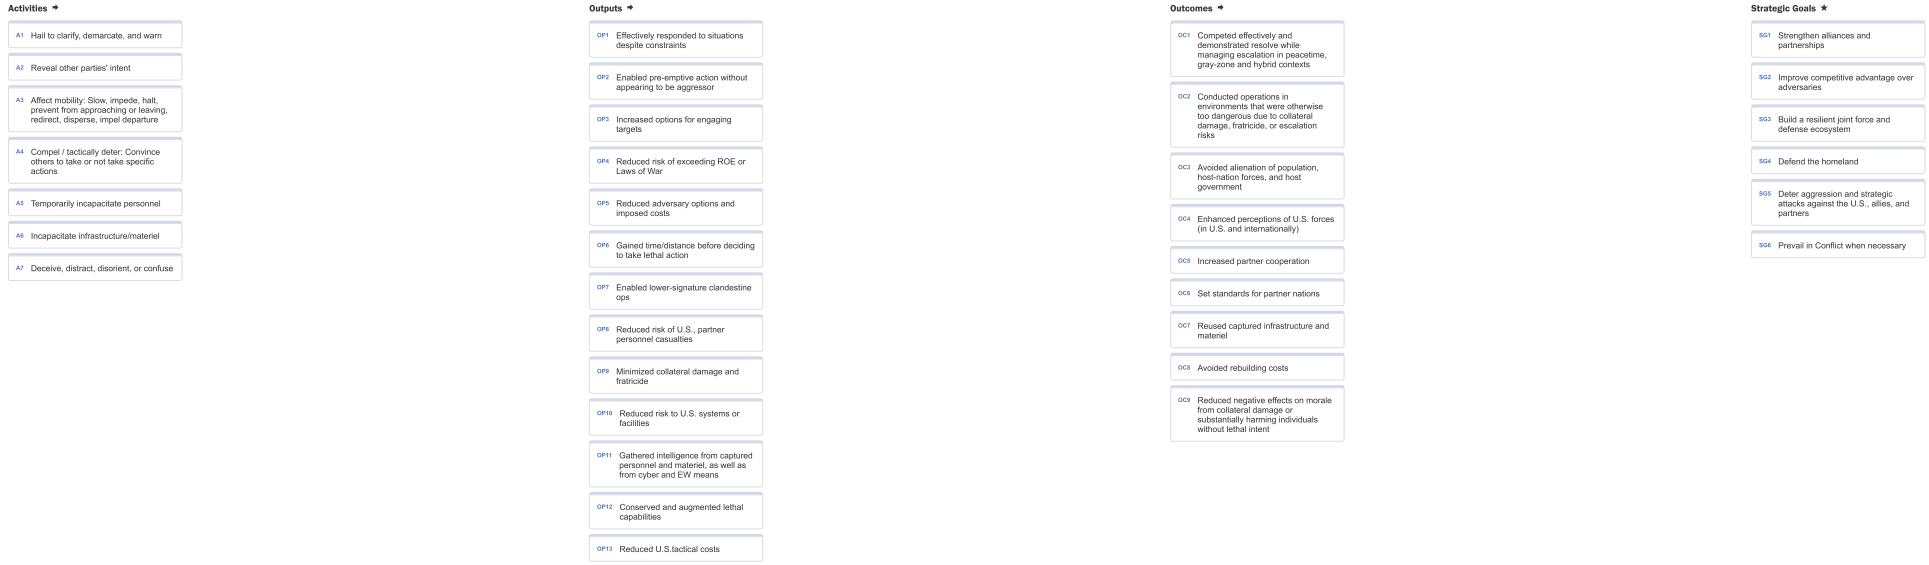 Activities →
A1 Hail to clarify, demarcate, and warn
A2 Reveal other parties' intent
A3 Affect mobility: Slow, impede, halt,
prevent from approaching or leaving,
redirect, disperse, impel departure
A4 Compel / tactically deter: Convince
others to take or not take specific
actions
A5 Temporarily incapacitate personnel
A6 Incapacitate infrastructure/materiel
A7 Deceive, distract, disorient, or confuse
Outputs →
OP1 Effectively responded to situations
despite constraints
OP2 Enabled pre-emptive action without
appearing to be aggressor
OP3 Increased options for engaging
targets
OP4 Reduced risk of exceeding ROE or
Laws of War
OP5 Reduced adversary options and
imposed costs
OP6 Gained time/distance before deciding
to take lethal action
OP7 Enabled lower-signature clandestine
ops
OP8 Reduced risk of U.S., partner
personnel casualties
OP9 Minimized collateral damage and
fratricide
OP10 Reduced risk to U.S. systems or
facilities
OP11 Gathered intelligence from captured
personnel and materiel, as well as
from cyber and EW means
OP12 Conserved and augmented lethal
capabilities
OP13 Reduced U.S.tactical costs
Outcomes →
OC1 Competed effectively and
demonstrated resolve while
managing escalation in peacetime,
gray-zone and hybrid contexts
OC2 Conducted operations in
environments that were otherwise
too dangerous due to collateral
damage, fratricide, or escalation
risks
OC3 Avoided alienation of population,
host-nation forces, and host
government
OC4 Enhanced perceptions of U.S. forces
(in U.S. and internationally)
OC5 Increased partner cooperation
OC6 Set standards for partner nations
OC7 Reused captured infrastructure and
materiel
OC8 Avoided rebuilding costs
OC9 Reduced negative effects on morale
from collateral damage or
substantially harming individuals
without lethal intent
Strategic Goals ★
SG1 Strengthen alliances and
partnerships
SG2 Improve competitive advantage over
adversaries
SG3 Build a resilient joint force and
defense ecosystem
SG4 Defend the homeland
SG5 Deter aggression and strategic
attacks against the U.S., allies, and
partners
SG6 Prevail in Conflict when necessary